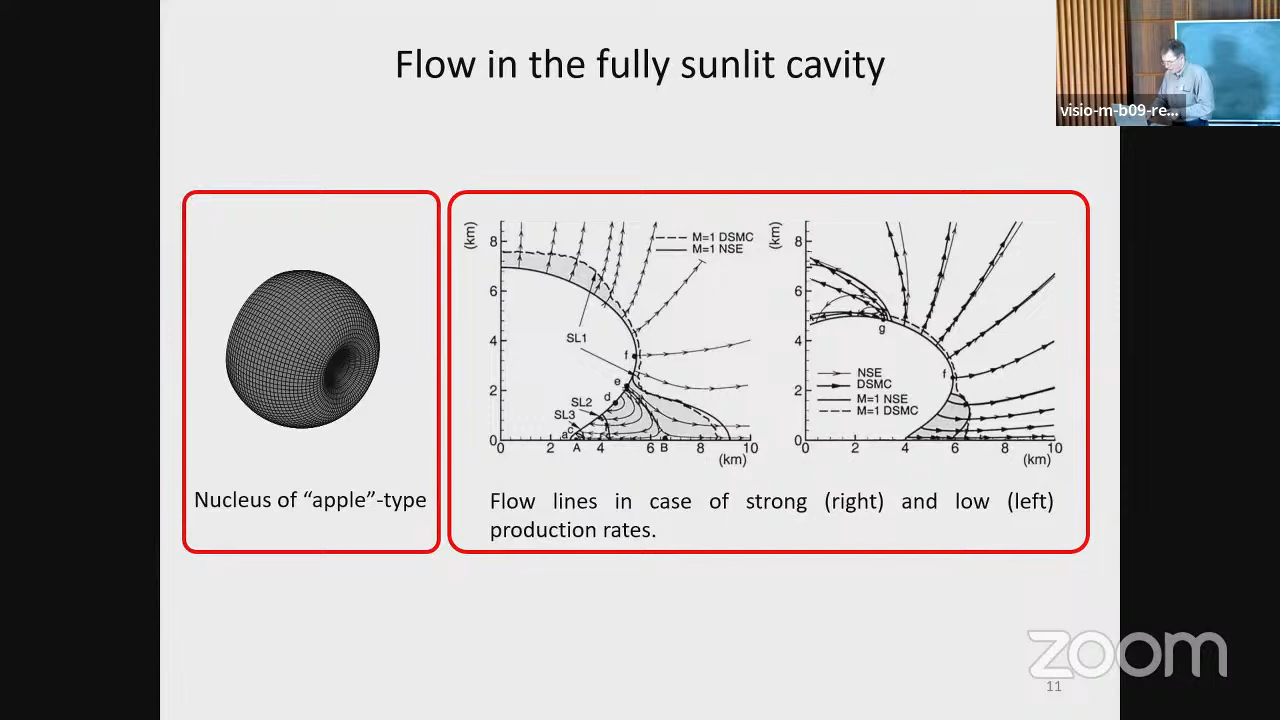 Flow in the fully sunlit cavity
visio-m-b09-re...
(km)
8
6
4
2
0
M=1 DSMC
M=1 NSE
SL1
f
e
d
SL2
SL3
c
a
0 2 A 4 6 B 8 10
(km)
(km)
8
6
4
2
0
g
f
NSE
DSMC
M=1 NSE
M=1 DSMC
0 2 4 6 8 10
(km)
Nucleus of “apple”-type
Flow lines in case of strong (right) and low (left)
production rates.
zoom
11